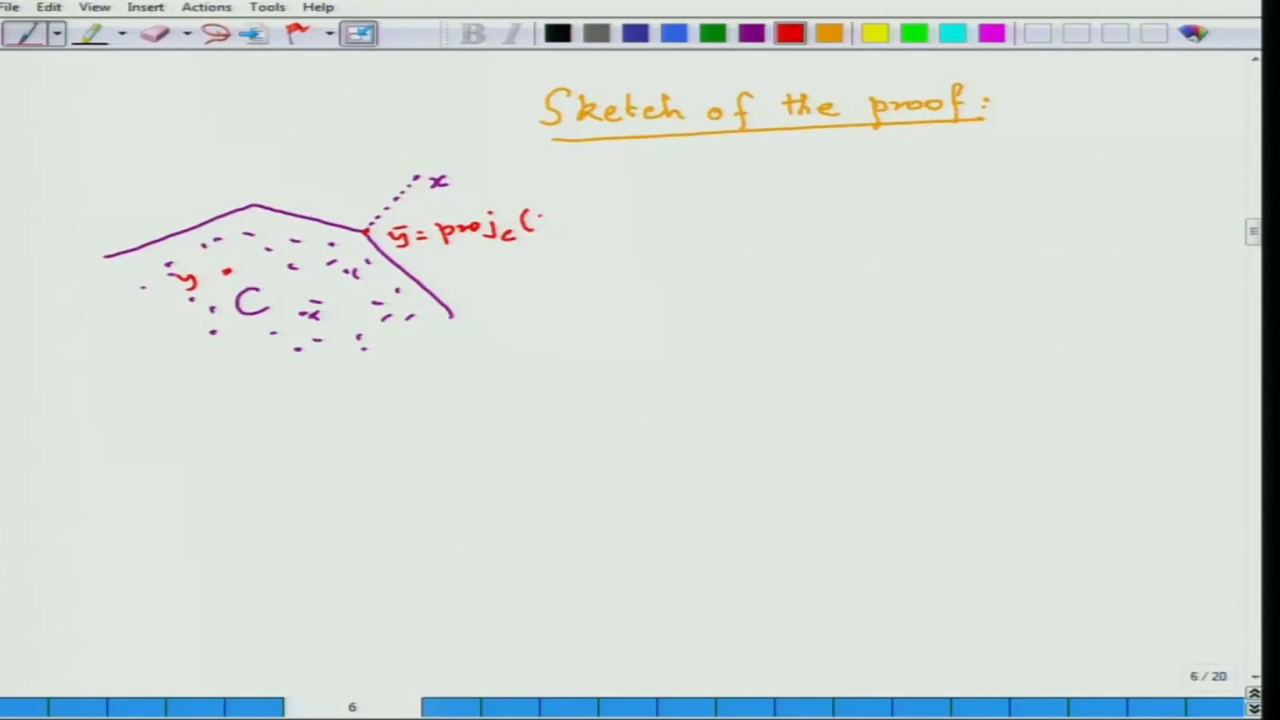 File Edit View Insert Actions Tools Help
B I
Sketch of the proof:
x
ȳ = proj_C (
y
C
x̄
6 / 20
6